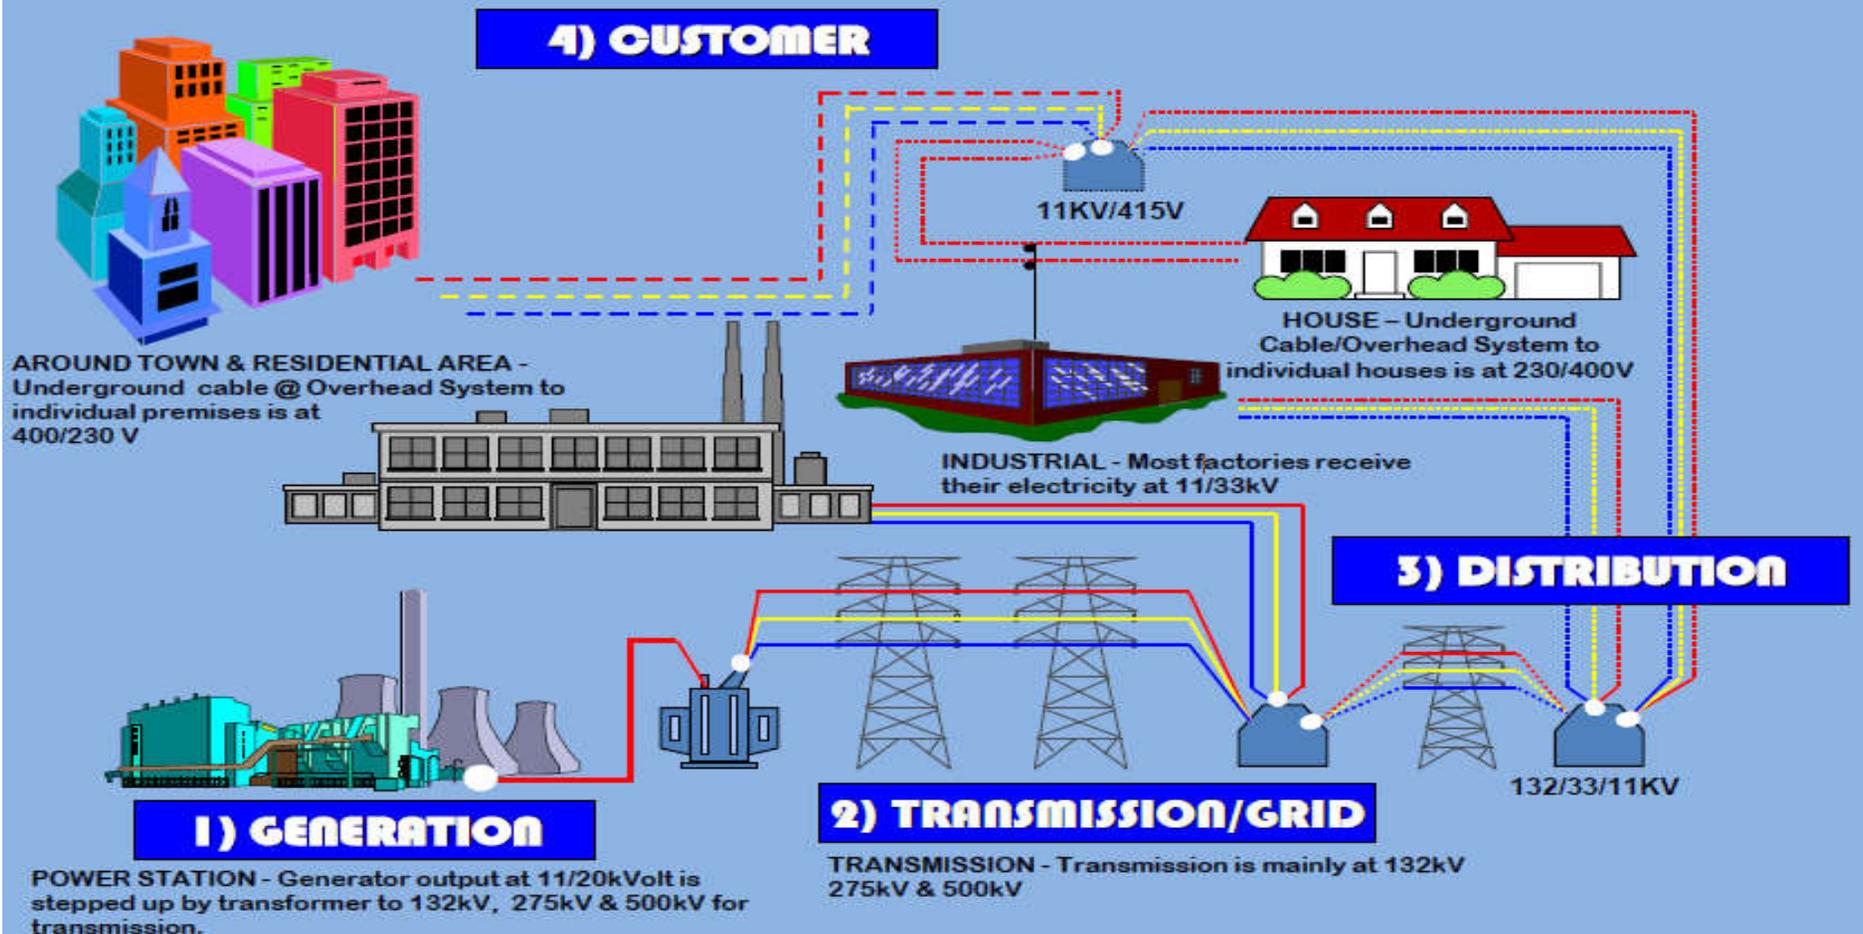 4) CUSTOMER
11KV/415V
HOUSE – Underground
Cable/Overhead System to
individual houses is at 230/400V
AROUND TOWN & RESIDENTIAL AREA -
Underground cable @ Overhead System to
individual premises is at
400/230 V
INDUSTRIAL - Most factories receive
their electricity at 11/33kV
3) DISTRIBUTION
132/33/11KV
1) GENERATION
2) TRANSMISSION/GRID
POWER STATION - Generator output at 11/20kVolt is
stepped up by transformer to 132kV, 275kV & 500kV for
transmission.
TRANSMISSION - Transmission is mainly at 132kV
275kV & 500kV